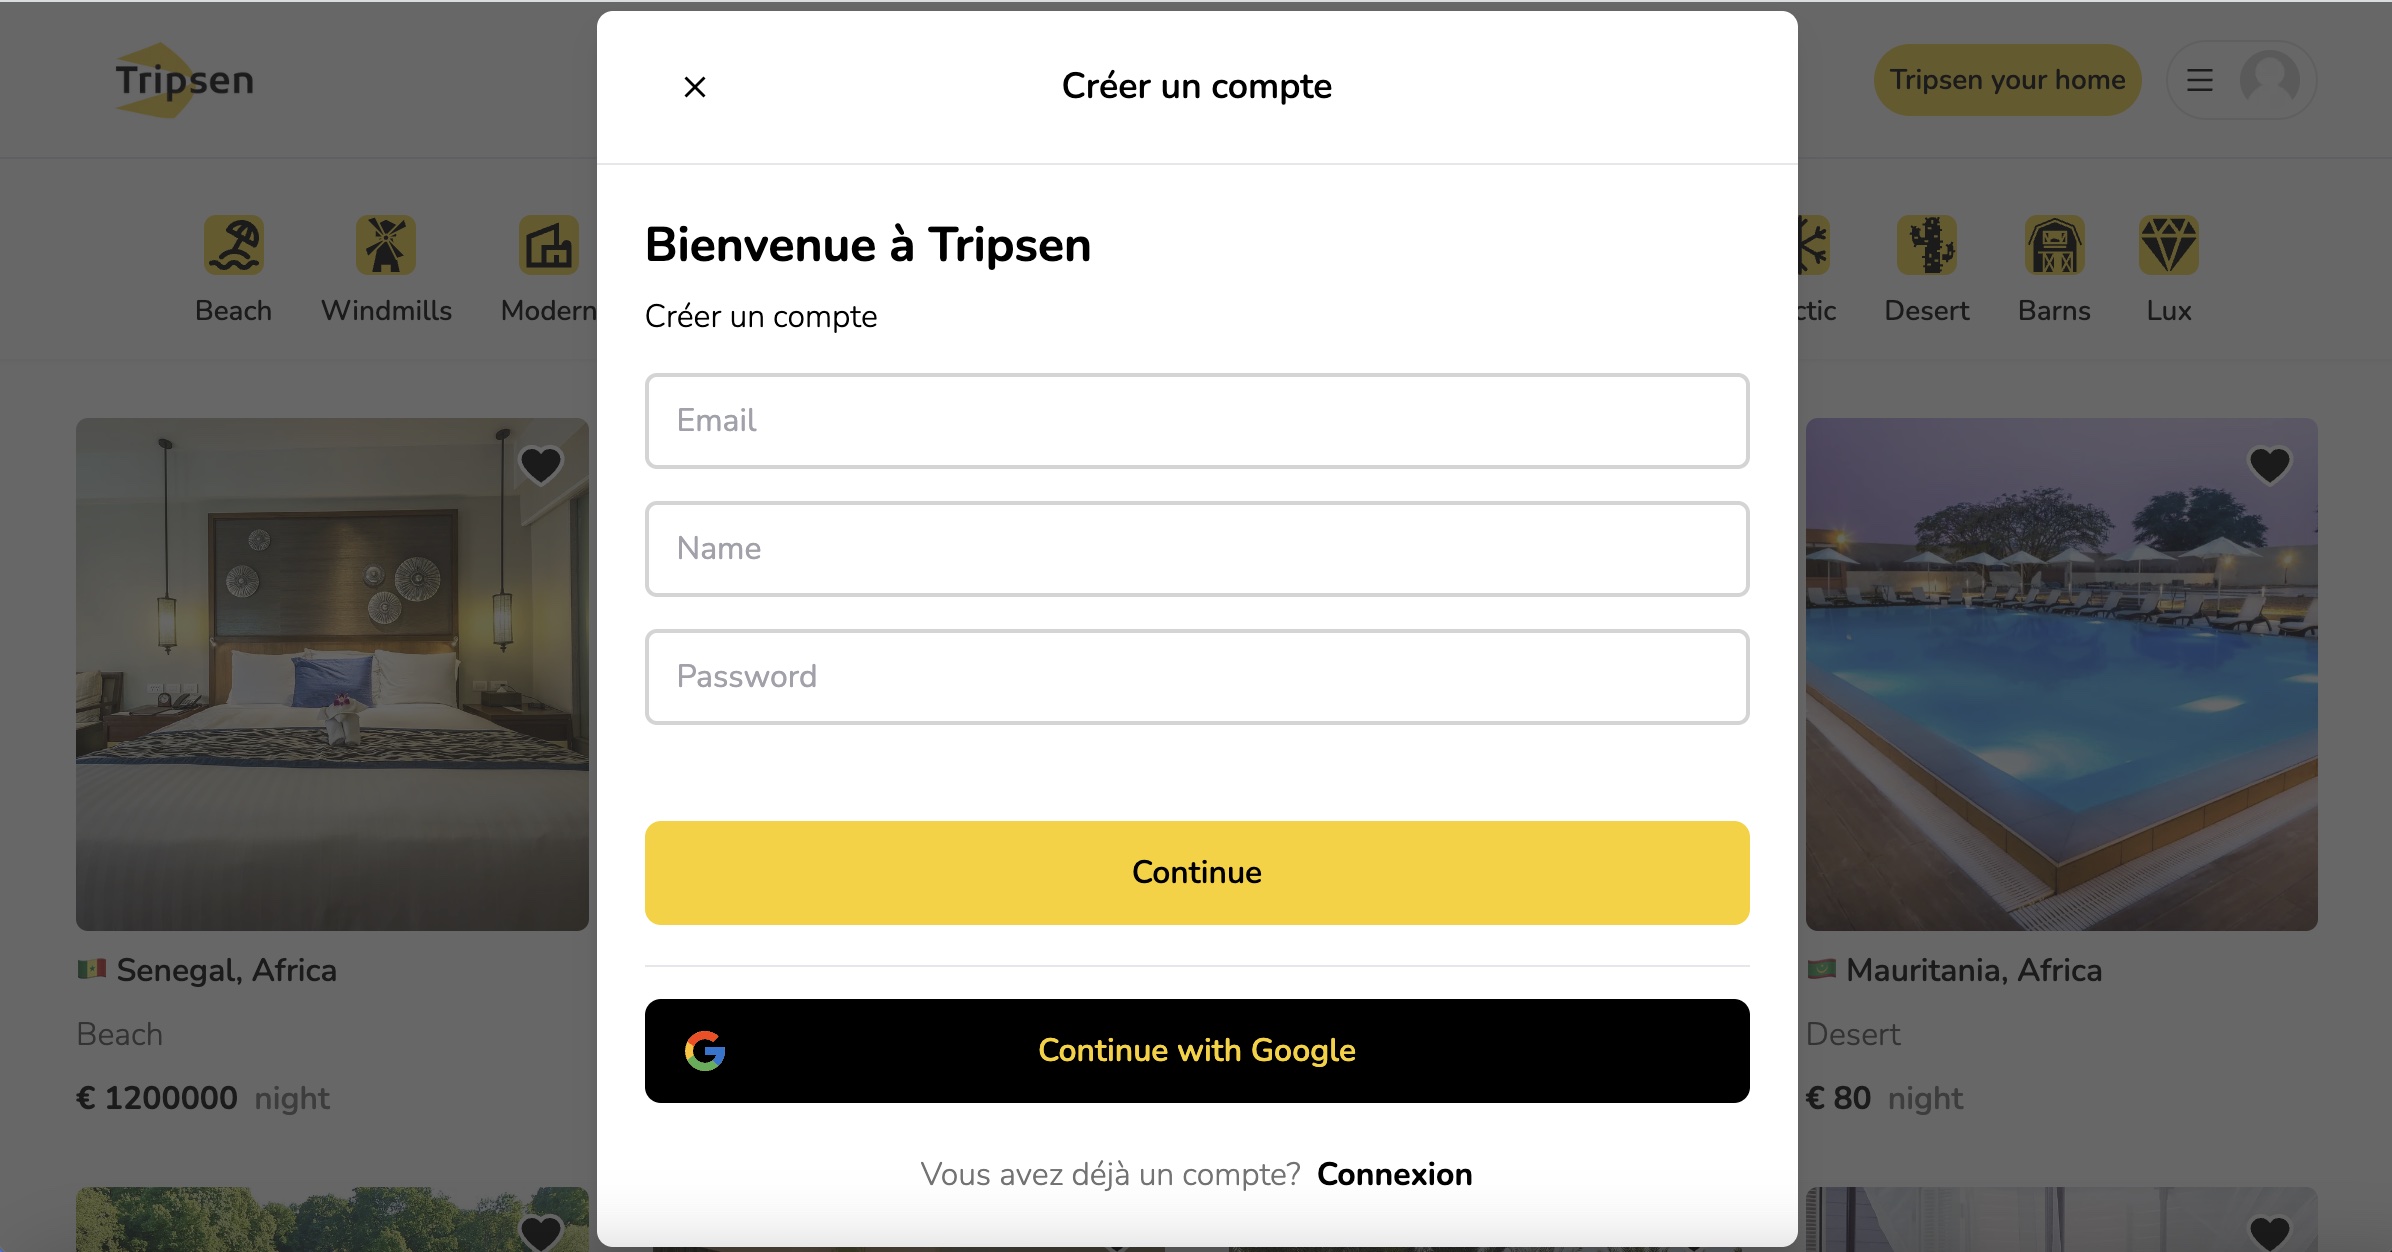 Tripsen
Créer un compte
Tripsen your home
Beach
Windmills
Modern
ctic
Desert
Barns
Lux
Bienvenue à Tripsen
Créer un compte
Email
Name
Password
Continue
Continue with Google
Vous avez déjà un compte? Connexion
Senegal, Africa
Beach
€ 1200000 night
Mauritania, Africa
Desert
€ 80 night